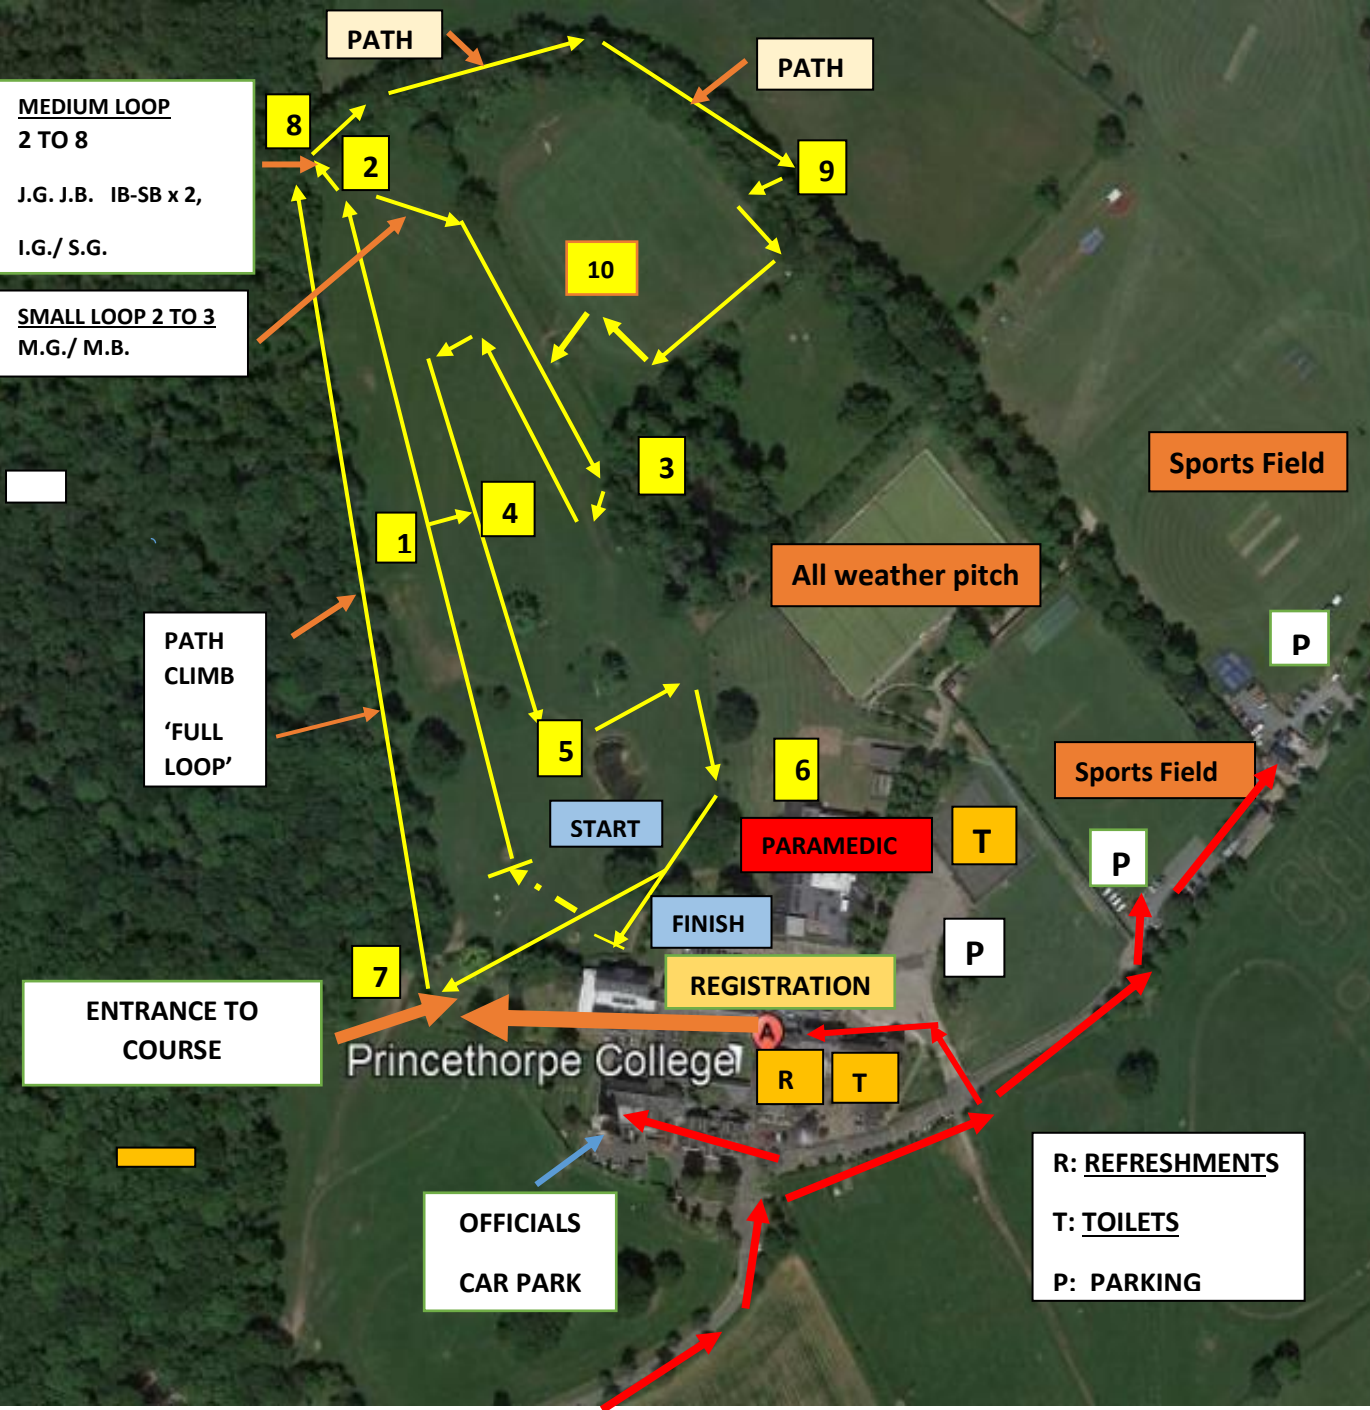 PATH
PATH
MEDIUM LOOP
2 TO 8
J.G. J.B. IB-SB x 2,
I.G./ S.G.
8
2
9
SMALL LOOP 2 TO 3
M.G./ M.B.
10
3
Sports Field
4
1
All weather pitch
P
PATH
CLIMB
‘FULL
LOOP’
5
6
Sports Field
START
PARAMEDIC
T
P
FINISH
P
7
REGISTRATION
ENTRANCE TO
COURSE
A
Princethorpe College
R
T
OFFICIALS
CAR PARK
R: REFRESHMENTS
T: TOILETS
P: PARKING